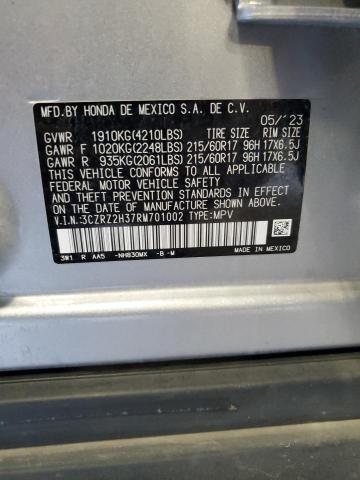 MFD.BY HONDA DE MEXICO S.A. DE C.V.
05/'23
GVWR 1910KG(4210LBS) TIRE SIZE RIM SIZE
GAWR F 1020KG(2248LBS) 215/60R17 96H 17X6.5J
GAWR R 935KG(2061LBS) 215/60R17 96H 17X6.5J
THIS VEHICLE CONFORMS TO ALL APPLICABLE
FEDERAL MOTOR VEHICLE SAFETY AND THEFT
PREVENTION STANDARDS IN EFFECT ON THE DATE
OF MANUFACTURE SHOWN ABOVE.
V.I.N.:3CZRZ2H37RM701002 TYPE:MPV
3W1 R AA5 -NH830MX -B -M MADE IN MEXICO